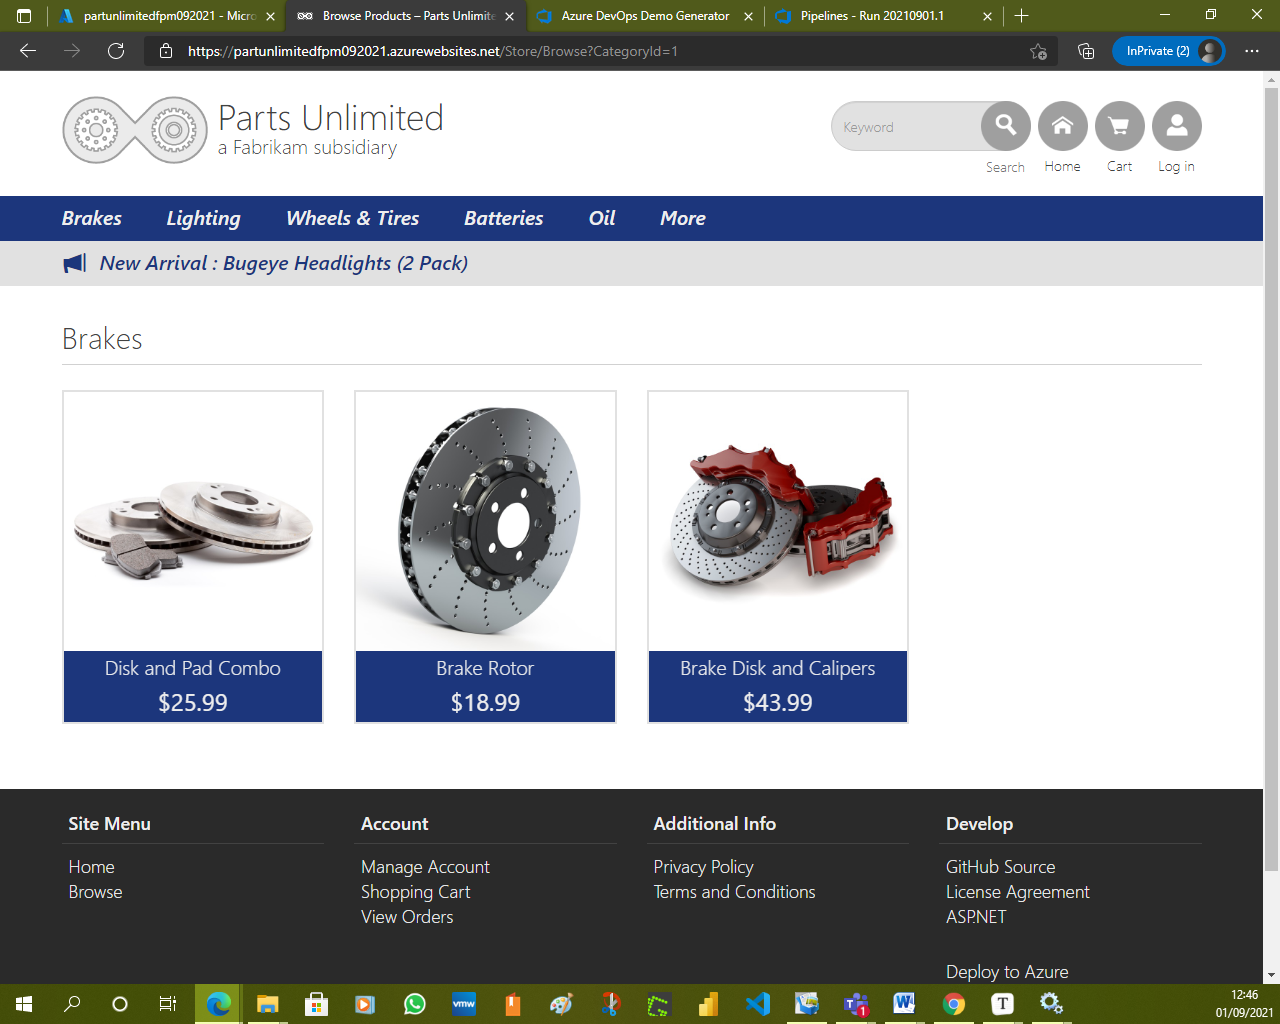 partunlimitedfpm092021 - Micro
Browse Products – Parts Unlimite
Azure DevOps Demo Generator
Pipelines - Run 20210901.1
https://partunlimitedfpm092021.azurewebsites.net/Store/Browse?CategoryId=1
InPrivate (2)
Parts Unlimited
a Fabrikam subsidiary
Keyword
Search
Home
Cart
Log in
Brakes
Lighting
Wheels & Tires
Batteries
Oil
More
New Arrival : Bugeye Headlights (2 Pack)
Brakes
Disk and Pad Combo
$25.99
Brake Rotor
$18.99
Brake Disk and Calipers
$43.99
Site Menu
Home
Browse
Account
Manage Account
Shopping Cart
View Orders
Additional Info
Privacy Policy
Terms and Conditions
Develop
GitHub Source
License Agreement
ASP.NET
Deploy to Azure
vmw
1
W
T
12:46
01/09/2021